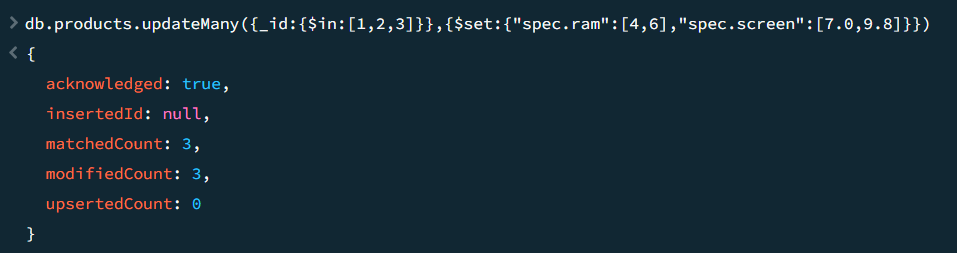 > db.products.updateMany({_id:{$in:[1,2,3]}},{$set:{"spec.ram":[4,6],"spec.screen":[7.0,9.8]}})
< {
acknowledged: true,
insertedId: null,
matchedCount: 3,
modifiedCount: 3,
upsertedCount: 0
}